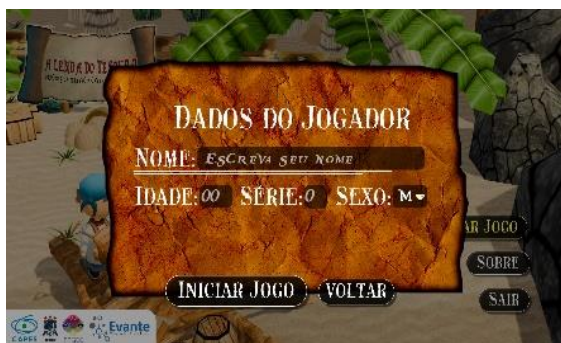 A LENDA DO TESOURO
DADOS DO JOGADOR
NOME: ESCREVA SEU NOME
IDADE: 00 SÉRIE: 0 SEXO: M
AR JOGO
SOBRE
SAIR
INICIAR JOGO VOLTAR
CAPES Evante